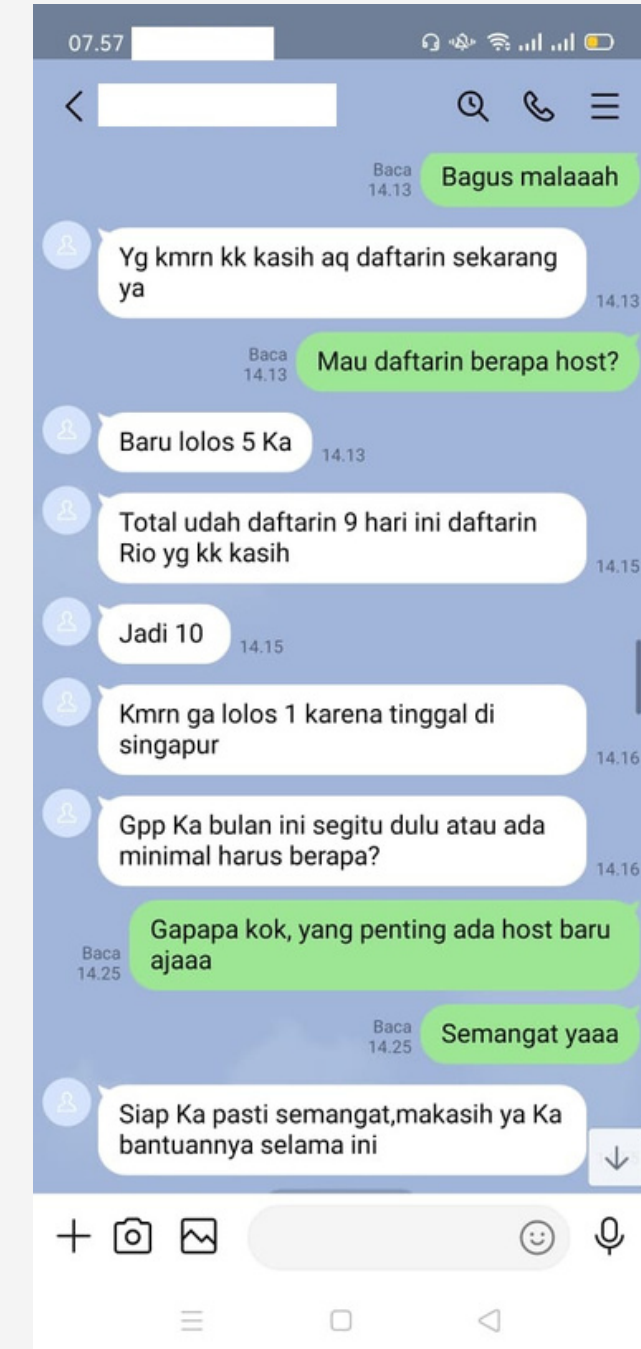 07.57
Baca
14.13
Bagus malaaah
Yg kmrn kk kasih aq daftarin sekarang
ya
14.13
Baca
14.13
Mau daftarin berapa host?
Baru lolos 5 Ka
14.13
Total udah daftarin 9 hari ini daftarin
Rio yg kk kasih
14.15
Jadi 10
14.15
Kmrn ga lolos 1 karena tinggal di
singapur
14.16
Gpp Ka bulan ini segitu dulu atau ada
minimal harus berapa?
14.16
Gapapa kok, yang penting ada host baru
ajaaa
Baca
14.25
Baca
14.25
Semangat yaaa
Siap Ka pasti semangat,makasih ya Ka
bantuannya selama ini